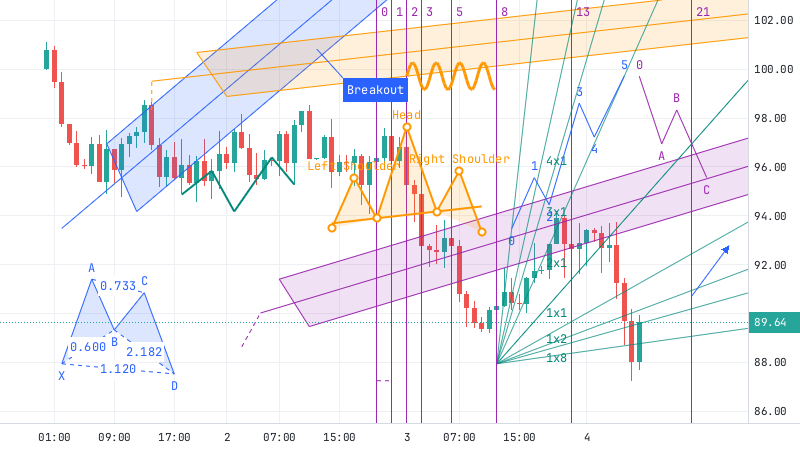 0 1 2 3 5 8 13 21
102.00
5 0
100.00
Breakout
3
B
98.00
Head
4
A
Left Shoulder
Right Shoulder
1
4x1
96.00
C
3x1
2
94.00
0
2x1
92.00
A
0.733
C
1x1
89.64
B
0.600
2.182
1x2
1x8
88.00
1.120
X
D
86.00
01:00 09:00 17:00 2 07:00 15:00 3 07:00 15:00 4